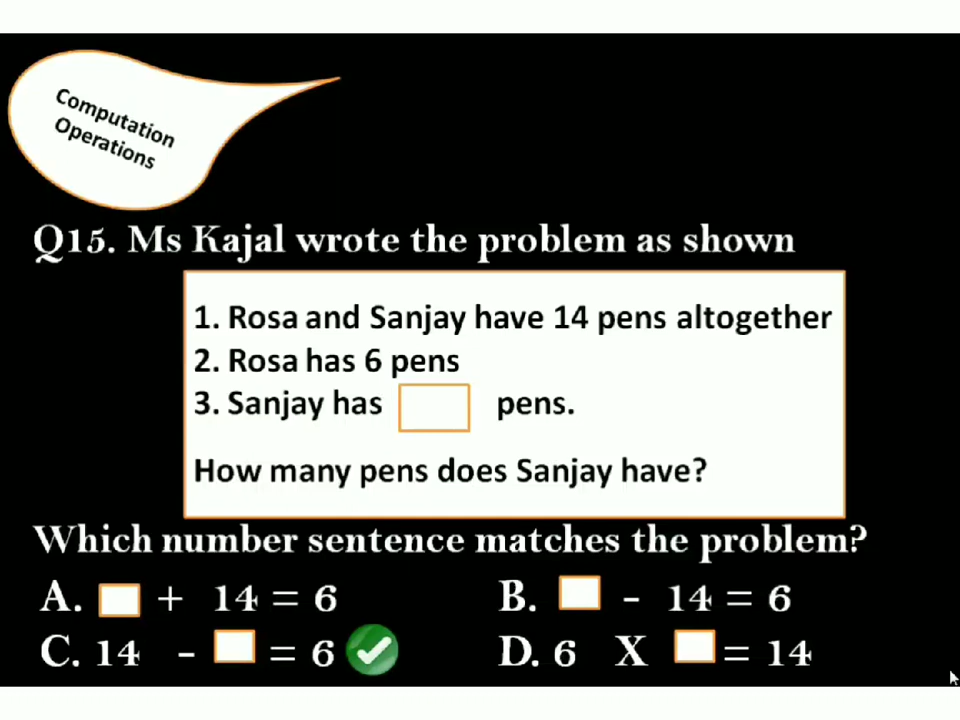 Computation
Operations
Q15. Ms Kajal wrote the problem as shown
1. Rosa and Sanjay have 14 pens altogether
2. Rosa has 6 pens
3. Sanjay has pens.
How many pens does Sanjay have?
Which number sentence matches the problem?
A. + 14 = 6 B. - 14 = 6
C. 14 - = 6 D. 6 X = 14